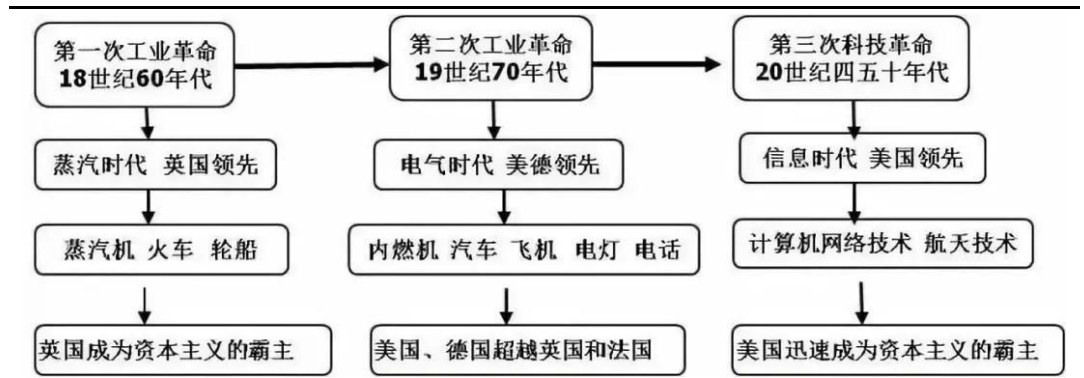 第一次工业革命
18世纪60年代
第二次工业革命
19世纪70年代
第三次科技革命
20世纪四五十年代
蒸汽时代 英国领先
电气时代 美德领先
信息时代 美国领先
蒸汽机 火车 轮船
内燃机 汽车 飞机 电灯 电话
计算机网络技术 航天技术
英国成为资本主义的霸主
美国、德国超越英国和法国
美国迅速成为资本主义的霸主